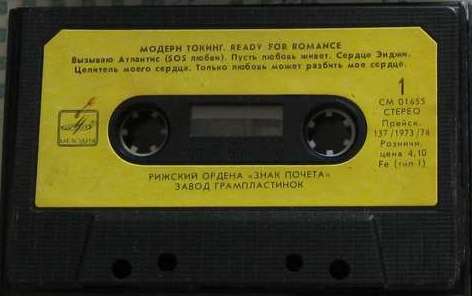 МОДЕРН ТОКИНГ. READY FOR ROMANCE
Вызываю Атлантис (SOS любви). Пусть любовь живет. Сердце Энджи.
Целитель моего сердца. Только любовь может разбить мое сердце.
1
СМ 01655
СТЕРЕО
Прейск.
137/1973/74
Розничн.
цена 4,10
Fe (тип I)
МЕЛОДИЯ
РИЖСКИЙ ОРДЕНА «ЗНАК ПОЧЕТА»
ЗАВОД ГРАМПЛАСТИНОК